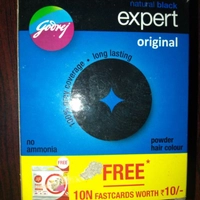 Godrej
natural black
expert
original
100% grey coverage • long lasting
no
ammonia
powder
hair colour
FREE*
10N FASTCARDS WORTH ₹10/-
FREE